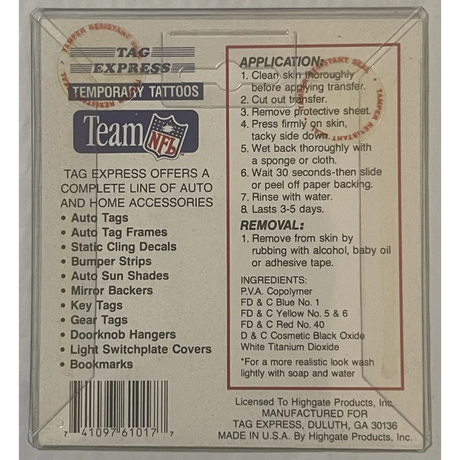 TAMPER RESISTANT SEAL
TAG
EXPRESS
TEMPORARY TATTOOS
Team NFL
TAG EXPRESS OFFERS A
COMPLETE LINE OF AUTO
AND HOME ACCESSORIES
• Auto Tags
• Auto Tag Frames
• Static Cling Decals
• Bumper Strips
• Auto Sun Shades
• Mirror Backers
• Key Tags
• Gear Tags
• Doorknob Hangers
• Light Switchplate Covers
• Bookmarks
7 41097 61017 7
TAMPER RESISTANT SEAL
APPLICATION:
1. Clean skin thoroughly
before applying transfer.
2. Cut out transfer.
3. Remove protective sheet.
4. Press firmly on skin,
tacky side down.
5. Wet back thoroughly with
a sponge or cloth.
6. Wait 30 seconds-then slide
or peel off paper backing.
7. Rinse with water.
8. Lasts 3-5 days.
REMOVAL:
1. Remove from skin by
rubbing with alcohol, baby oil
or adhesive tape.
INGREDIENTS:
P.V.A. Copolymer
FD & C Blue No. 1
FD & C Yellow No. 5 & 6
FD & C Red No. 40
D & C Cosmetic Black Oxide
White Titanium Dioxide
*For a more realistic look wash
lightly with soap and water
Licensed To Highgate Products, Inc.
MANUFACTURED FOR
TAG EXPRESS, DULUTH, GA 30136
MADE IN U.S.A. By Highgate Products, Inc.